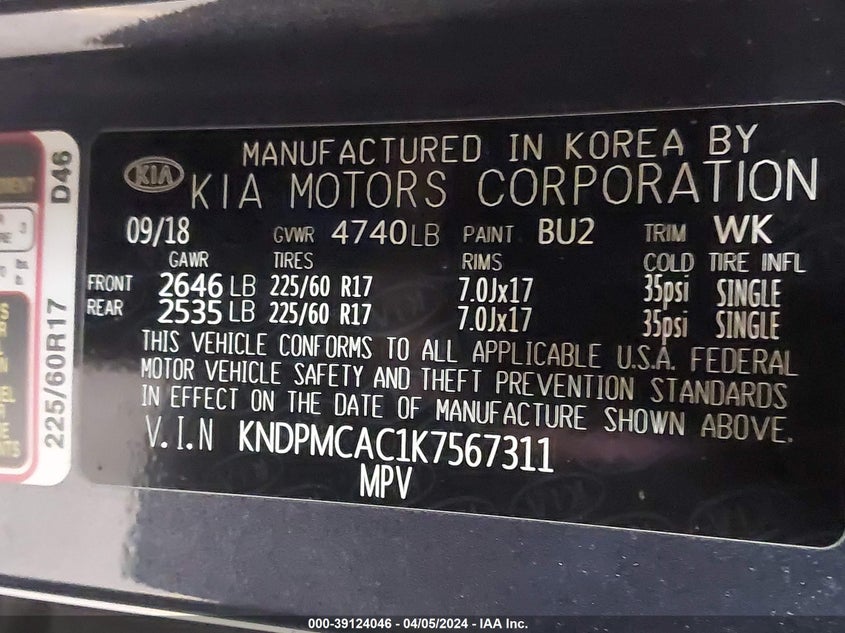 MANUFACTURED IN KOREA BY
KIA
KIA MOTORS CORPORATION
09/18 GVWR 4740LB PAINT BU2 TRIM WK
GAWR TIRES RIMS COLD TIRE INFL
FRONT 2646 LB 225/60 R17 7.0Jx17 35psi SINGLE
REAR 2535 LB 225/60 R17 7.0Jx17 35psi SINGLE
THIS VEHICLE CONFORMS TO ALL APPLICABLE U.S.A. FEDERAL
MOTOR VEHICLE SAFETY AND THEFT PREVENTION STANDARDS
IN EFFECT ON THE DATE OF MANUFACTURE SHOWN ABOVE.
V.I.N KNDPMCAC1K7567311
MPV
225/60R17 D46
000-39124046 - 04/05/2024 - IAA Inc.